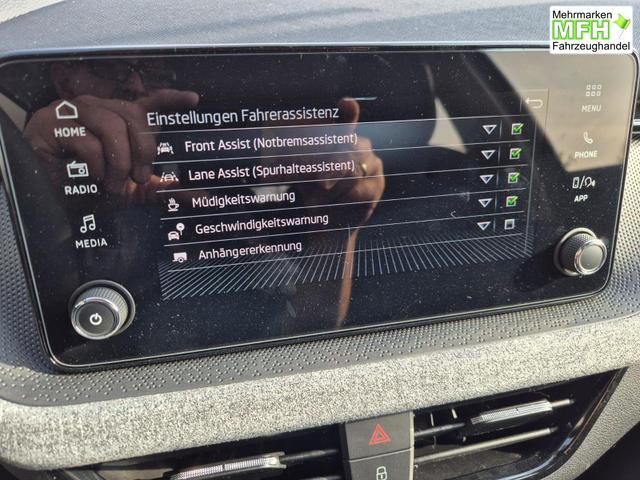 Mehrmarken
MFH
Fahrzeughandel
HOME
RADIO
MEDIA
Einstellungen Fahrerassistenz
Front Assist (Notbremsassistent)
Lane Assist (Spurhalteassistent)
Müdigkeitswarnung
Geschwindigkeitswarnung
Anhängererkennung
MENU
PHONE
APP